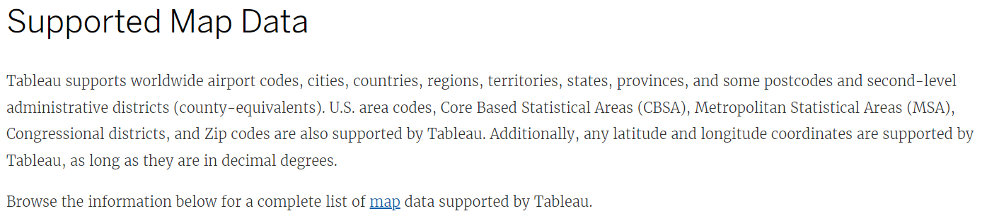 Supported Map Data
Tableau supports worldwide airport codes, cities, countries, regions, territories, states, provinces, and some postcodes and second-level
administrative districts (county-equivalents). U.S. area codes, Core Based Statistical Areas (CBSA), Metropolitan Statistical Areas (MSA),
Congressional districts, and Zip codes are also supported by Tableau. Additionally, any latitude and longitude coordinates are supported by
Tableau, as long as they are in decimal degrees.
Browse the information below for a complete list of map data supported by Tableau.